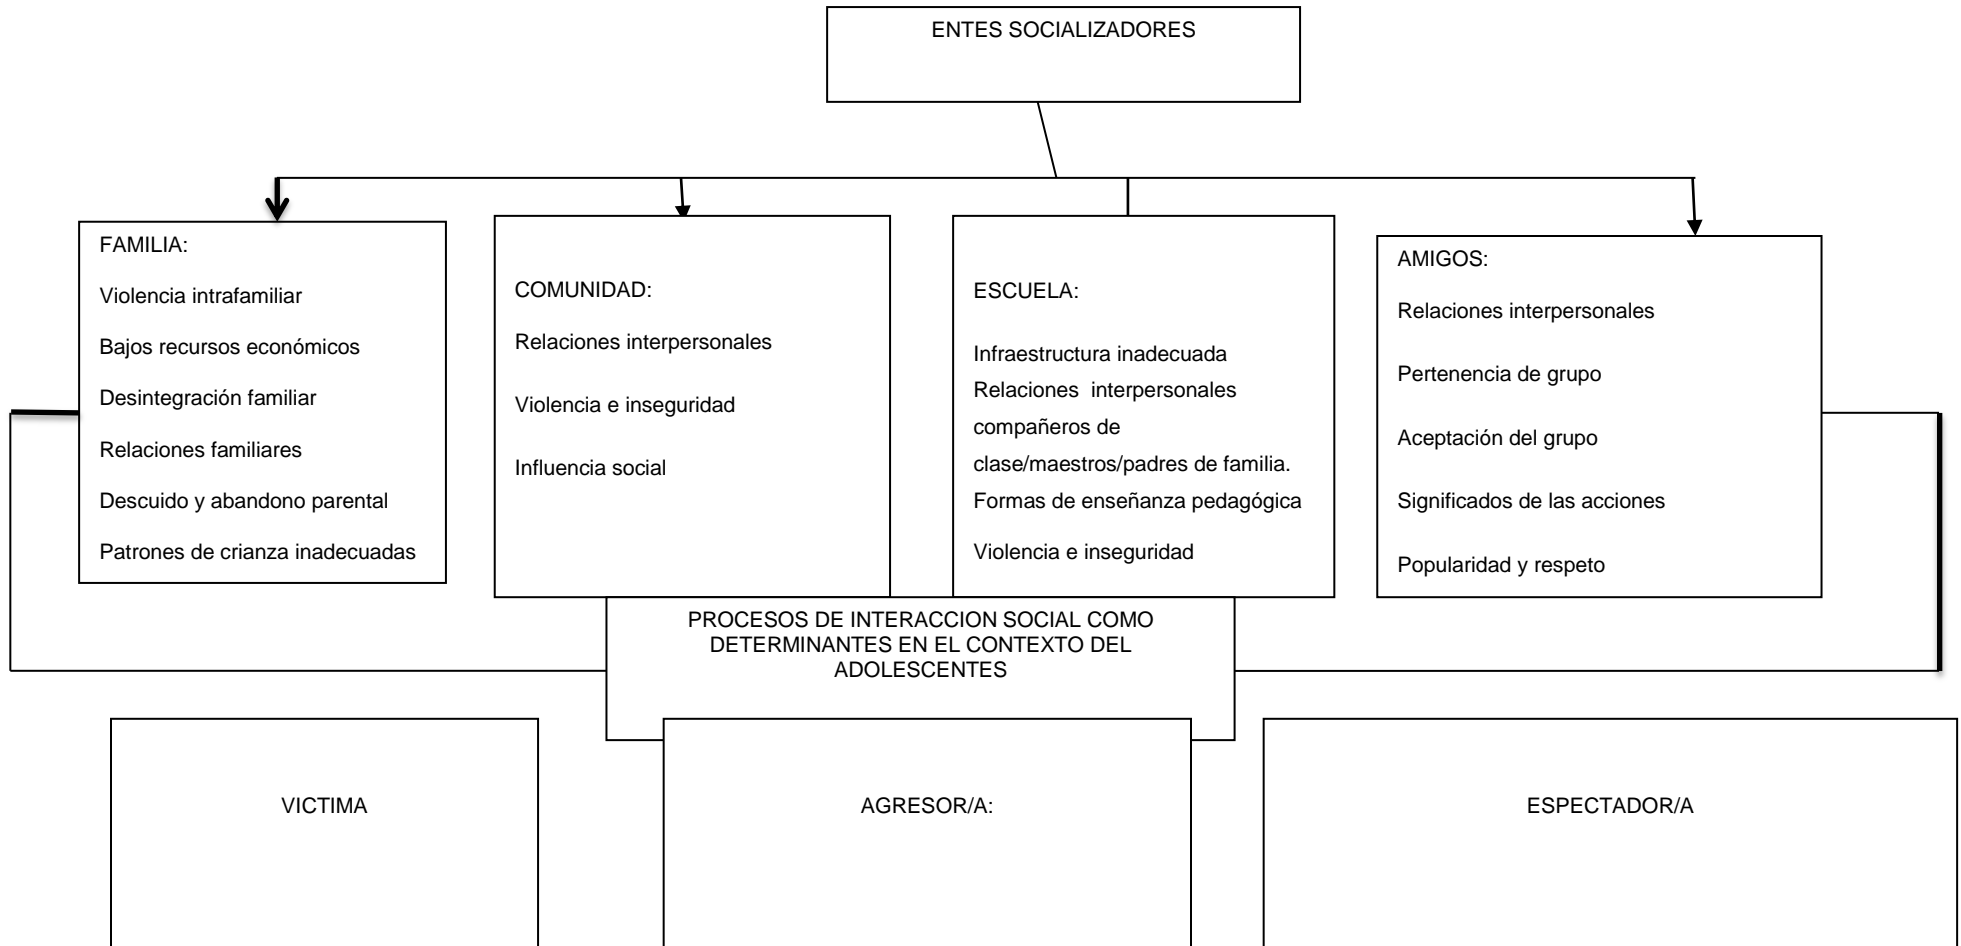 ENTES SOCIALIZADORES
FAMILIA:
Violencia intrafamiliar
Bajos recursos económicos
Desintegración familiar
Relaciones familiares
Descuido y abandono parental
Patrones de crianza inadecuadas
COMUNIDAD:
Relaciones interpersonales
Violencia e inseguridad
Influencia social
ESCUELA:
Infraestructura inadecuada
Relaciones interpersonales
compañeros de
clase/maestros/padres de familia.
Formas de enseñanza pedagógica
Violencia e inseguridad
AMIGOS:
Relaciones interpersonales
Pertenencia de grupo
Aceptación del grupo
Significados de las acciones
Popularidad y respeto
PROCESOS DE INTERACCION SOCIAL COMO
DETERMINANTES EN EL CONTEXTO DEL
ADOLESCENTES
VICTIMA
AGRESOR/A:
ESPECTADOR/A